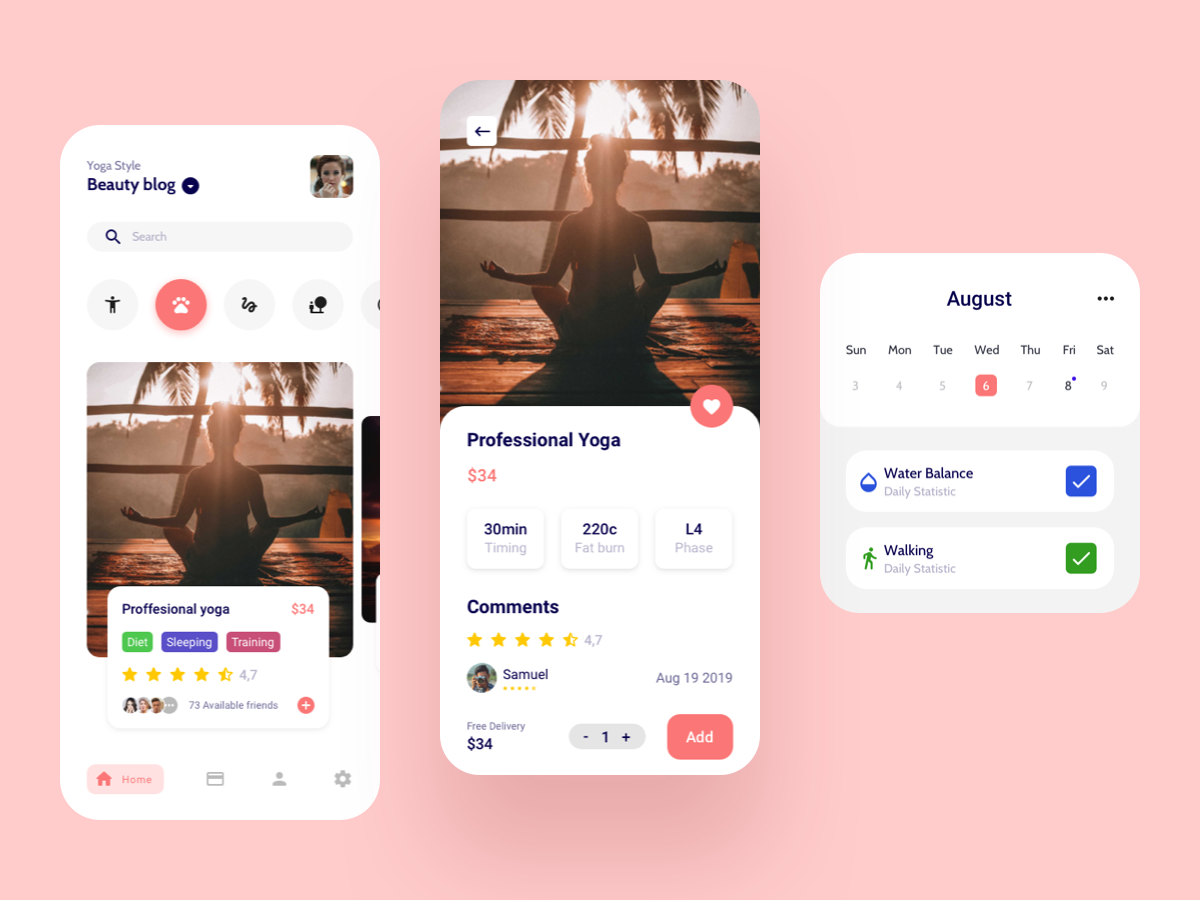 Yoga Style
Beauty blog
Search
Proffesional yoga $34
Diet Sleeping Training
4,7
73 Available friends
Home
Professional Yoga
$34
30min 220c L4
Timing Fat burn Phase
Comments
4,7
Samuel Aug 19 2019
Free Delivery
$34 - 1 + Add
August
Sun Mon Tue Wed Thu Fri Sat
3 4 5 6 7 8 9
Water Balance
Daily Statistic
Walking
Daily Statistic